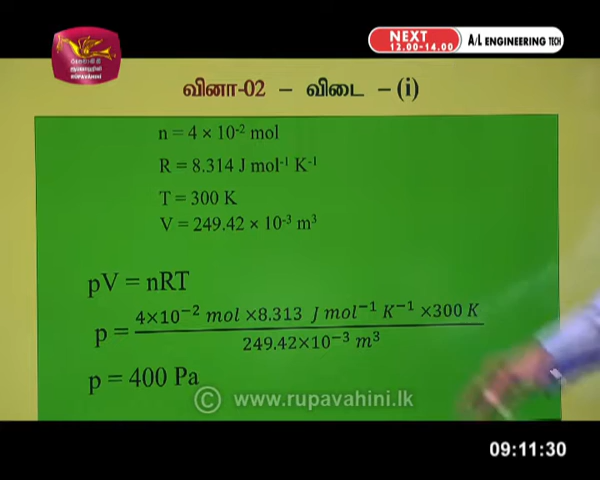 NEXT
12.00-14.00
A/L ENGINEERING TECH
RUPAVAHINI
வினா-02 – விடை – (i)
n = 4 × 10⁻² mol
R = 8.314 J mol⁻¹ K⁻¹
T = 300 K
V = 249.42 × 10⁻³ m³
pV = nRT
p = (4×10⁻² mol ×8.313 J mol⁻¹ K⁻¹ ×300 K) / (249.42×10⁻³ m³)
p = 400 Pa
© www.rupavahini.lk
09:11:30